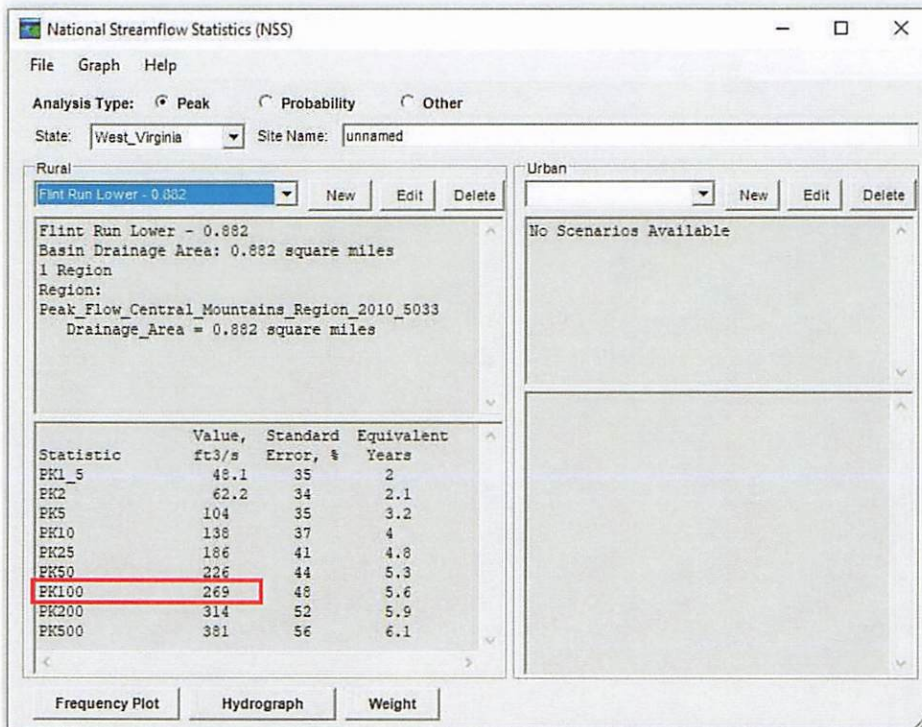 National Streamflow Statistics (NSS)
File Graph Help
Analysis Type: Peak Probability Other
State: West_Virginia Site Name: unnamed
Rural
Flint Run Lower - 0.882 New Edit Delete
Flint Run Lower - 0.882
Basin Drainage Area: 0.882 square miles
1 Region
Region:
Peak_Flow_Central_Mountains_Region_2010_5033
Drainage_Area = 0.882 square miles
Urban
New Edit Delete
No Scenarios Available
Value, Standard Equivalent
Statistic ft3/s Error, % Years
PK1_5 48.1 35 2
PK2 62.2 34 2.1
PK5 104 35 3.2
PK10 138 37 4
PK25 186 41 4.8
PK50 226 44 5.3
PK100 269 48 5.6
PK200 314 52 5.9
PK500 381 56 6.1
Frequency Plot Hydrograph Weight